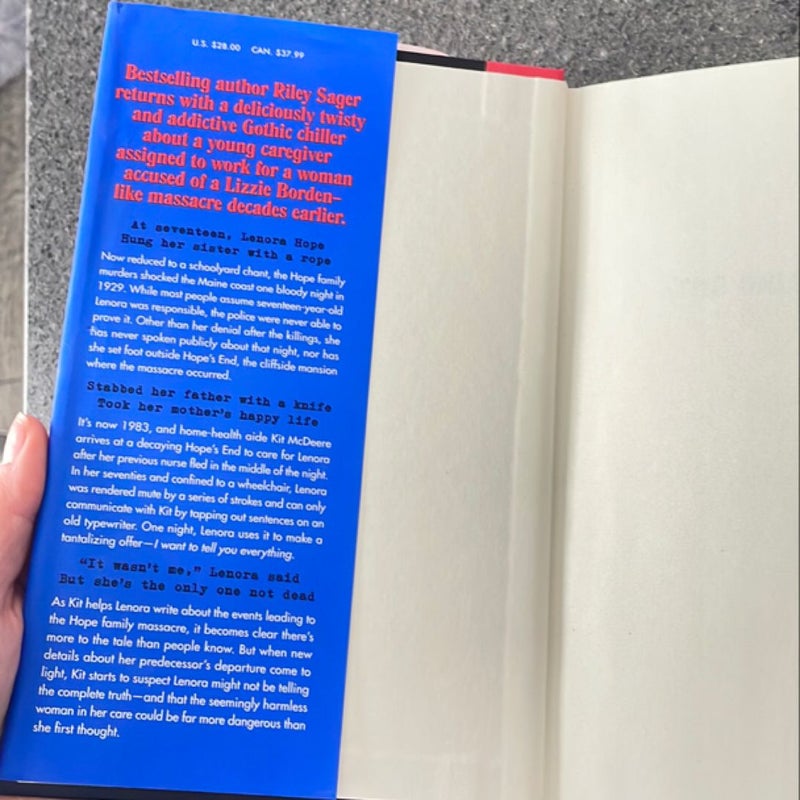 U.S. $28.00 CAN. $37.99
Bestselling author Riley Sager
returns with a deliciously twisty
and addictive Gothic chiller
about a young caregiver
assigned to work for a woman
accused of a Lizzie Borden–
like massacre decades earlier.
At seventeen, Lenora Hope
Hung her sister with a rope
Now reduced to a schoolyard chant, the Hope family
murders shocked the Maine coast one bloody night in
1929. While most people assume seventeen-year-old
Lenora was responsible, the police were never able to
prove it. Other than her denial after the killings, she
has never spoken publicly about that night, nor has
she set foot outside Hope's End, the cliffside mansion
where the massacre occurred.
Stabbed her father with a knife
Took her mother's happy life
It's now 1983, and home-health aide Kit McDeere
arrives at a decaying Hope's End to care for Lenora
after her previous nurse fled in the middle of the night.
In her seventies and confined to a wheelchair, Lenora
was rendered mute by a series of strokes and can only
communicate with Kit by tapping out sentences on an
old typewriter. One night, Lenora uses it to make a
tantalizing offer—I want to tell you everything.
"It wasn't me," Lenora said
But she's the only one not dead
As Kit helps Lenora write about the events leading to
the Hope family massacre, it becomes clear there's
more to the tale than people know. But when new
details about her predecessor's departure come to
light, Kit starts to suspect Lenora might not be telling
the complete truth—and that the seemingly harmless
woman in her care could be far more dangerous than
she first thought.